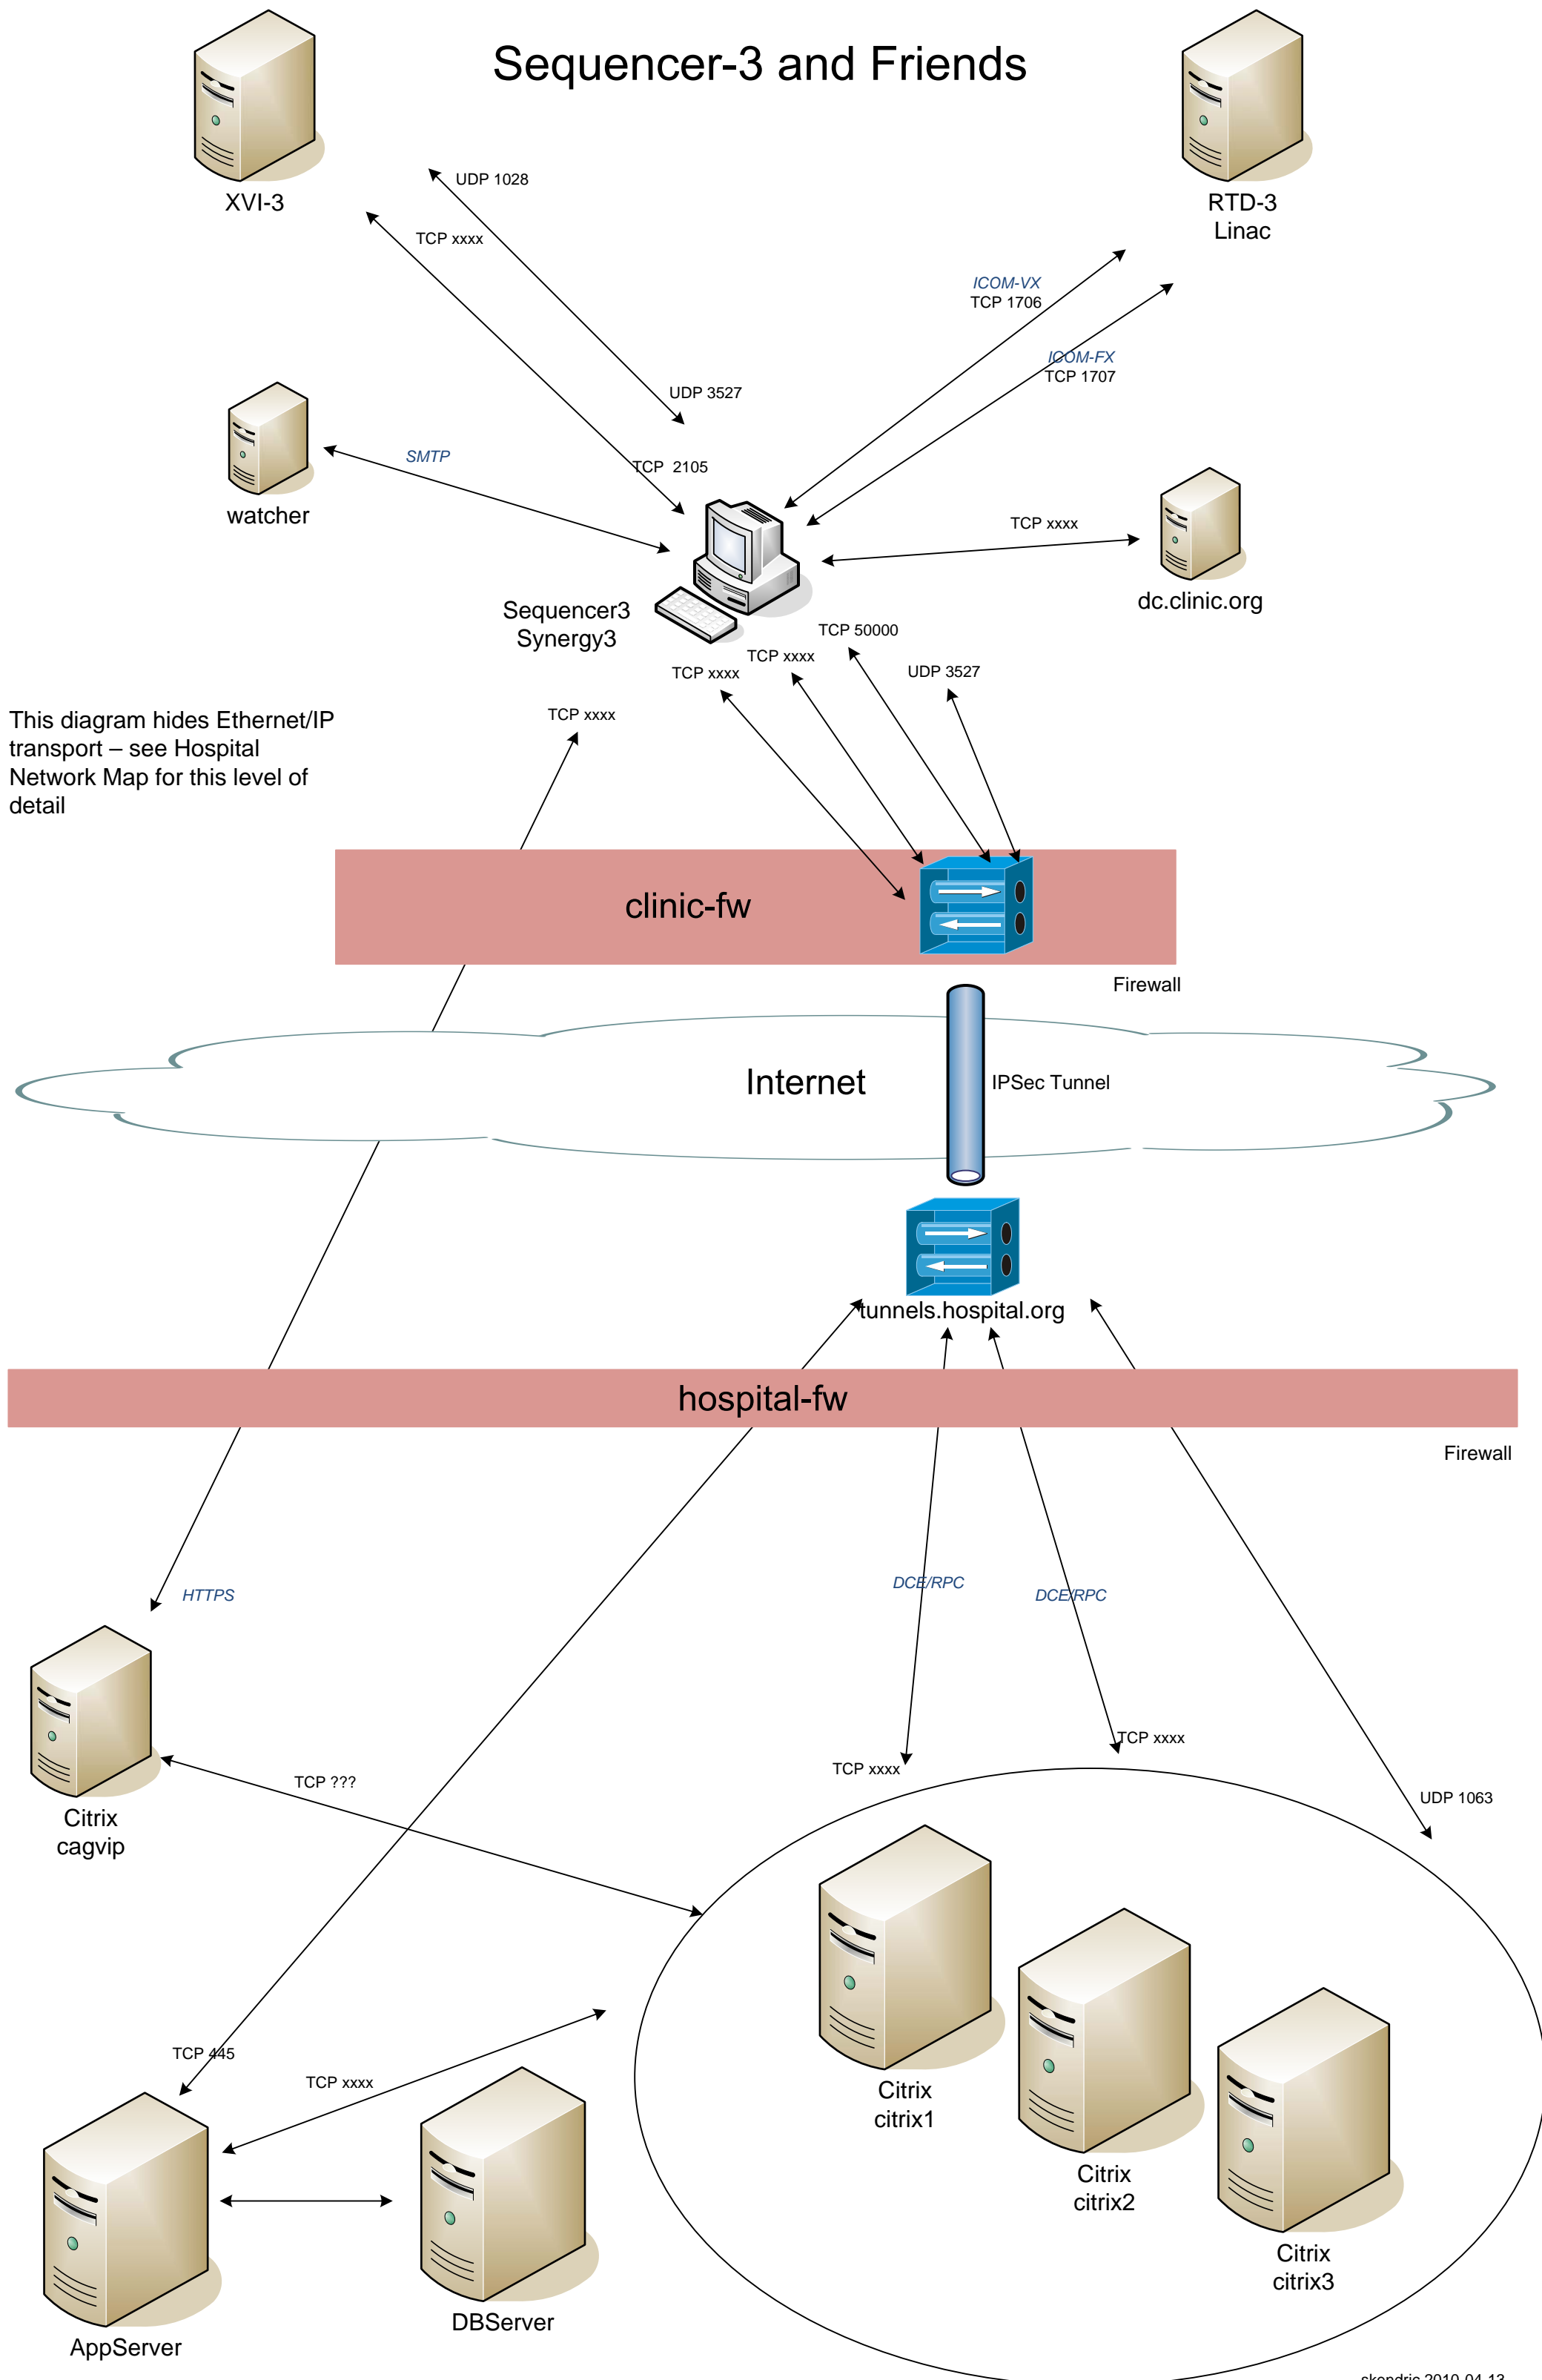 Sequencer-3 and Friends
XVI-3
RTD-3
Linac
UDP 1028
TCP xxxx
ICOM-VX
TCP 1706
ICOM-FX
TCP 1707
UDP 3527
TCP 2105
SMTP
watcher
TCP xxxx
dc.clinic.org
Sequencer3
Synergy3
TCP 50000
TCP xxxx
TCP xxxx
UDP 3527
TCP xxxx
This diagram hides Ethernet/IP
transport – see Hospital
Network Map for this level of
detail
clinic-fw
Firewall
Internet
IPSec Tunnel
tunnels.hospital.org
hospital-fw
Firewall
HTTPS
DCE/RPC
DCE/RPC
TCP xxxx
TCP xxxx
TCP ???
UDP 1063
Citrix
cagvip
TCP 445
TCP xxxx
Citrix
citrix1
Citrix
citrix2
Citrix
citrix3
DBServer
AppServer
skendric 2010-04-13